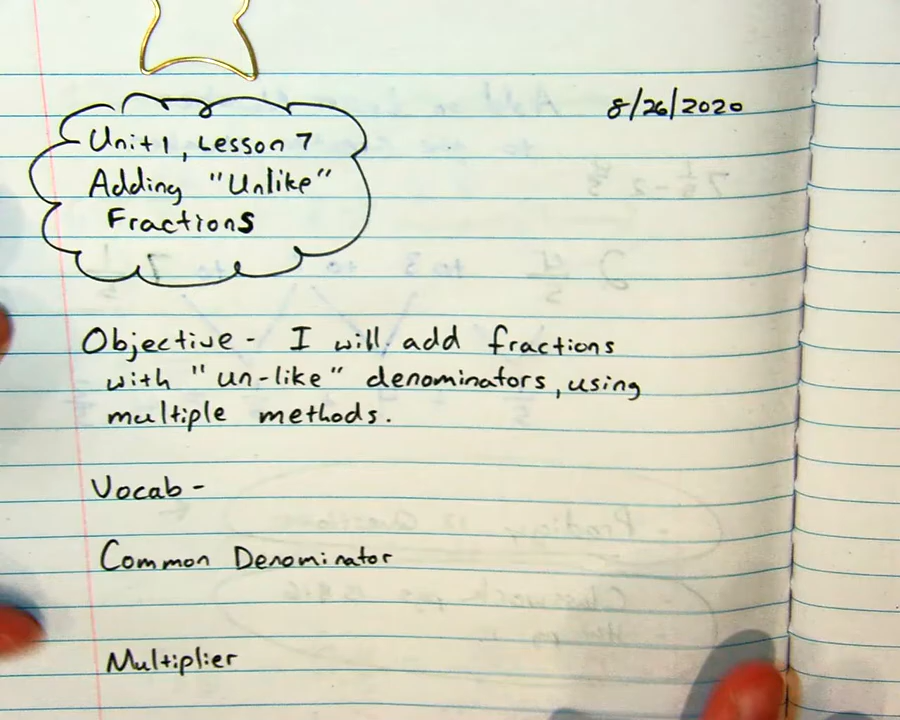 8/26/2020
Unit 1, Lesson 7
Adding "Unlike"
Fractions
Objective - I will add fractions
with "un-like" denominators, using
multiple methods.
Vocab -
Common Denominator
Multiplier